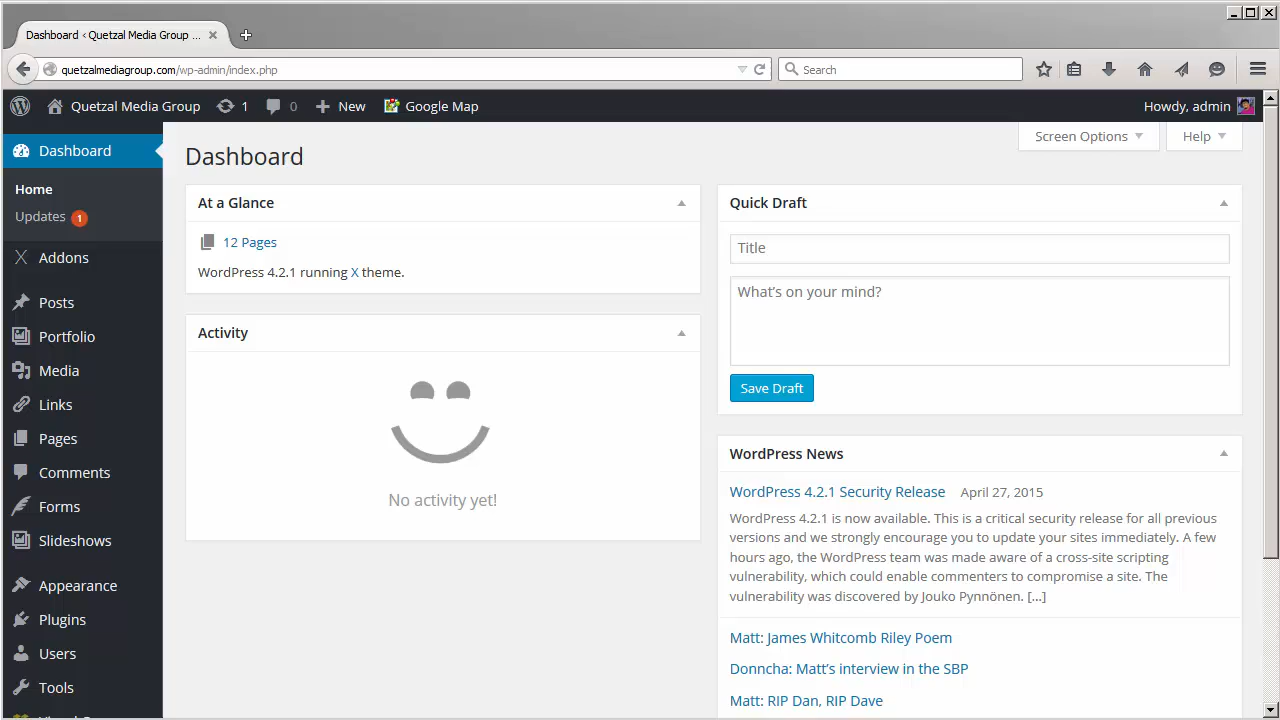 Dashboard ‹ Quetzal Media Group ...
quetzalmediagroup.com/wp-admin/index.php
Search
Quetzal Media Group 1 0 New Google Map
Howdy, admin
Dashboard
Home
Updates 1
Addons
Posts
Portfolio
Media
Links
Pages
Comments
Forms
Slideshows
Appearance
Plugins
Users
Tools
Screen Options
Help
Dashboard
At a Glance
12 Pages
WordPress 4.2.1 running X theme.
Activity
No activity yet!
Quick Draft
Title
What's on your mind?
Save Draft
WordPress News
WordPress 4.2.1 Security Release April 27, 2015
WordPress 4.2.1 is now available. This is a critical security release for all previous
versions and we strongly encourage you to update your sites immediately. A few
hours ago, the WordPress team was made aware of a cross-site scripting
vulnerability, which could enable commenters to compromise a site. The
vulnerability was discovered by Jouko Pynnönen. [...]
Matt: James Whitcomb Riley Poem
Donncha: Matt's interview in the SBP
Matt: RIP Dan, RIP Dave